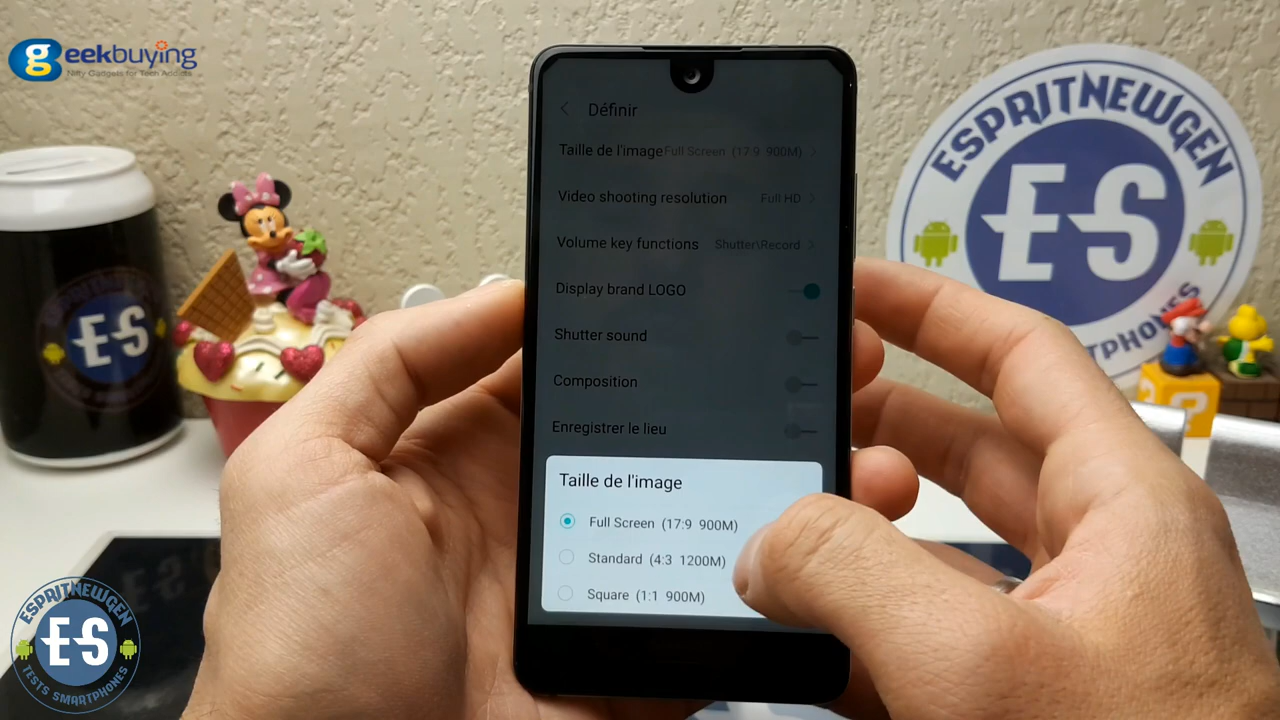 geekbuying
Nifty Gadgets for Tech Addicts
Définir
Taille de l'image Full Screen (17:9 900M)
Video shooting resolution Full HD
Volume key functions Shutter\Record
Display brand LOGO
Shutter sound
Composition
Enregistrer le lieu
Taille de l'image
Full Screen (17:9 900M)
Standard (4:3 1200M)
Square (1:1 900M)
ESPRITNEWGEN
ES
ES
ESPRITNEWGEN
ES
TESTS SMARTPHONES